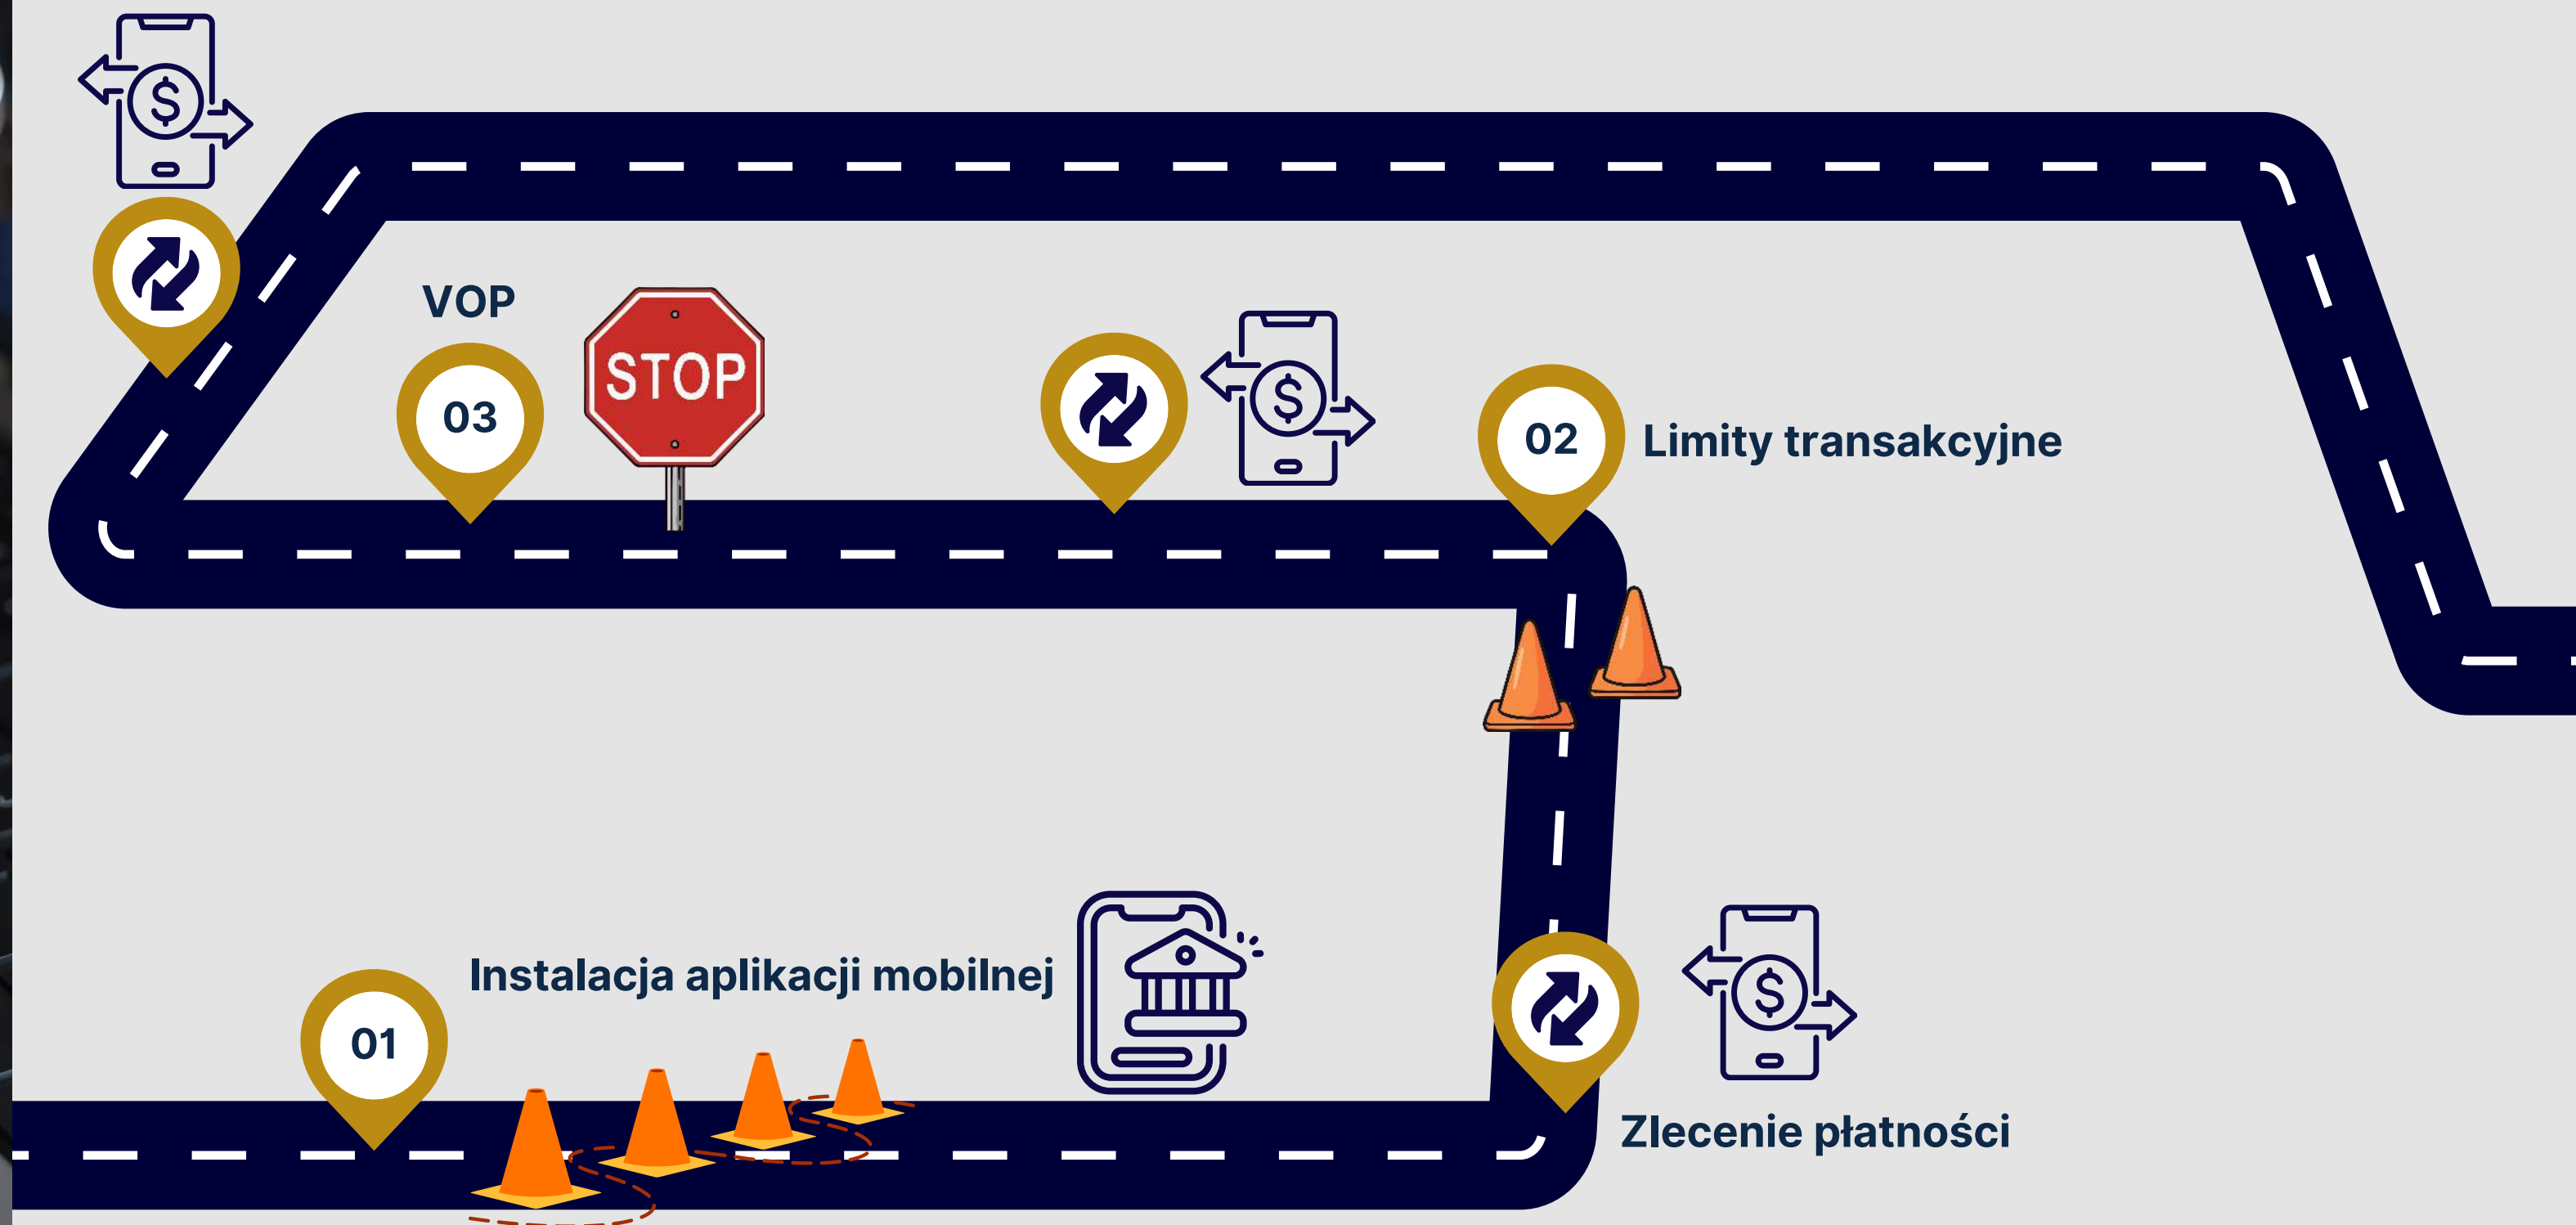 $
VOP
STOP
$
03
02
Limity transakcyjne
Instalacja aplikacji mobilnej
01
$
Zlecenie płatności